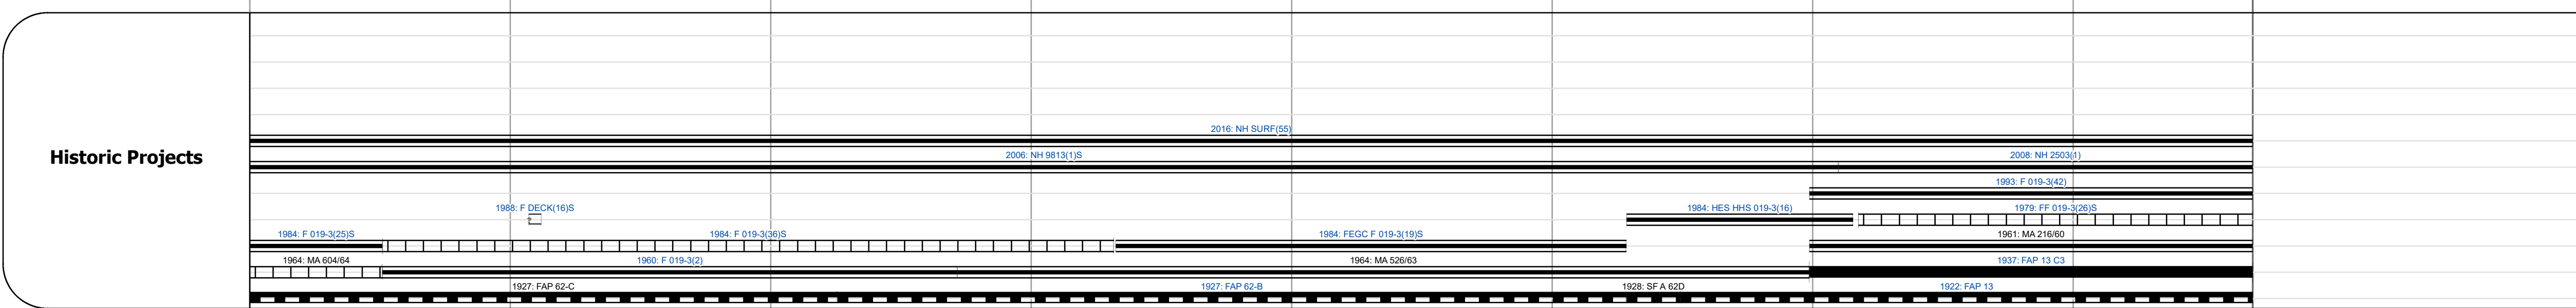 2016: NH SURF(55)
Historic Projects
2006: NH 9813(1)S
2008: NH 2503(1)
1993: F 019-3(42)
1988: F DECK(16)S
1984: HES HHS 019-3(16)
1979: FF 019-3(26)S
1984: F 019-3(25)S
1984: F 019-3(36)S
1984: FEGC F 019-3(19)S
1961: MA 216/60
1964: MA 604/64
1960: F 019-3(2)
1964: MA 526/63
1937: FAP 13 C3
1927: FAP 62-C
1927: FAP 62-B
1928: SF A 62D
1922: FAP 13